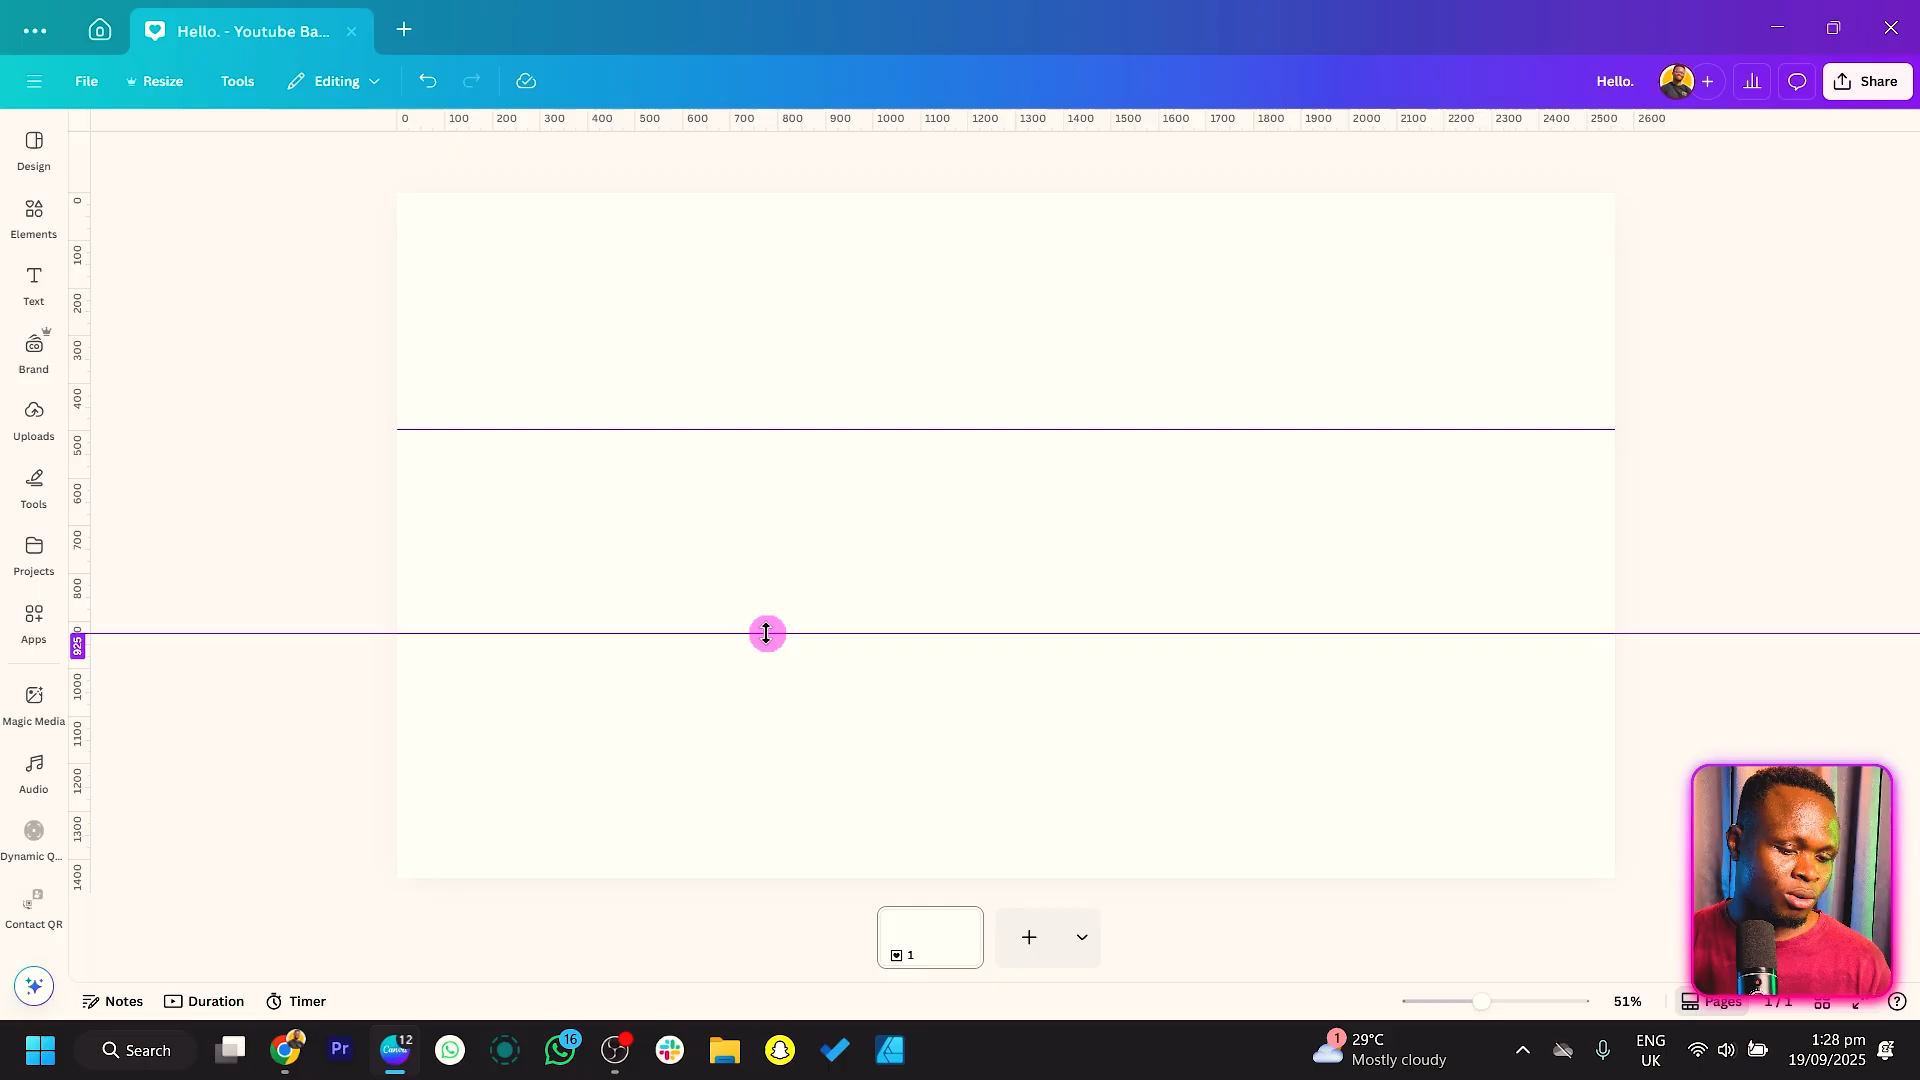 Hello. - Youtube Ba...
File
Resize
Tools
Editing
Hello.
Share
0 100 200 300 400 500 600 700 800 900 1000 1100 1200 1300 1400 1500 1600 1700 1800 1900 2000 2100 2200 2300 2400 2500 2600
Design
Elements
Text
Brand
Uploads
Tools
Projects
Apps
Magic Media
Audio
Dynamic Q...
Contact QR
0
100
200
300
400
500
600
700
800
925
1000
1100
1200
1300
1400
1
Notes
Duration
Timer
51%
Pages
1 / 1
Search
Pr
Canva
12
16
1
29°C
Mostly cloudy
ENG
UK
1:28 pm
19/09/2025